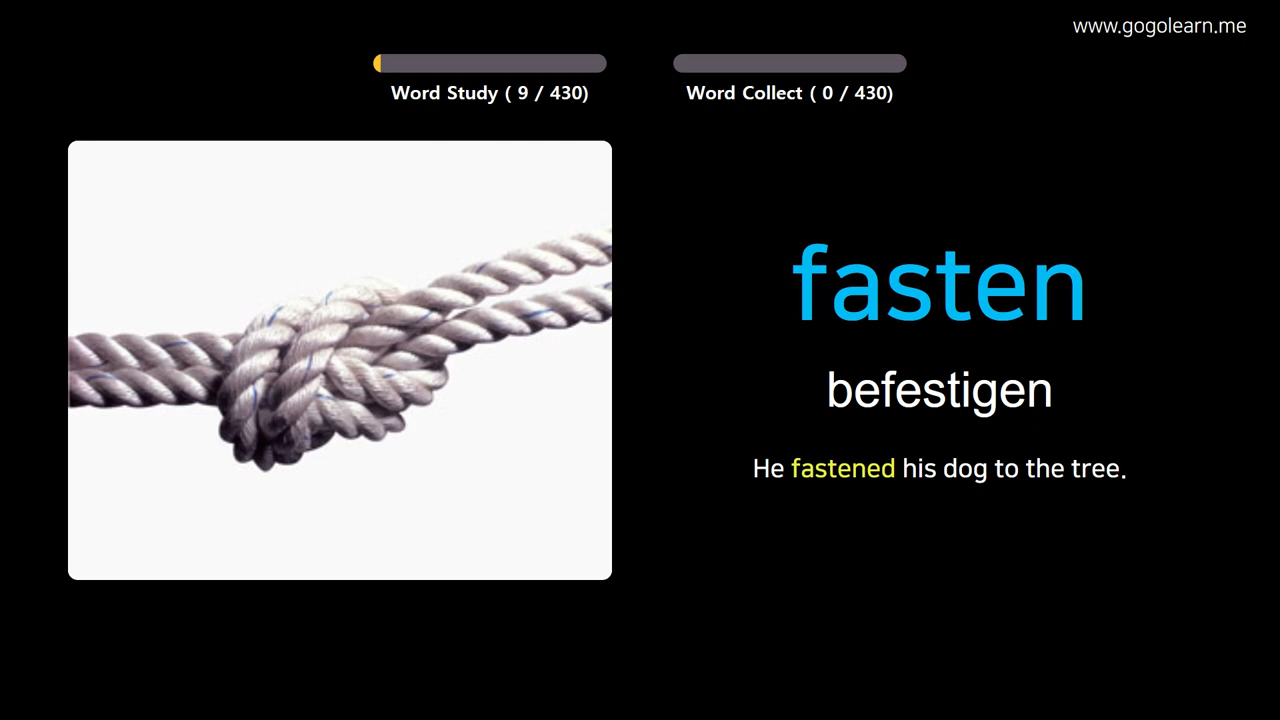 www.gogolearn.me
Word Study ( 9 / 430)
Word Collect ( 0 / 430)
fasten
befestigen
He fastened his dog to the tree.